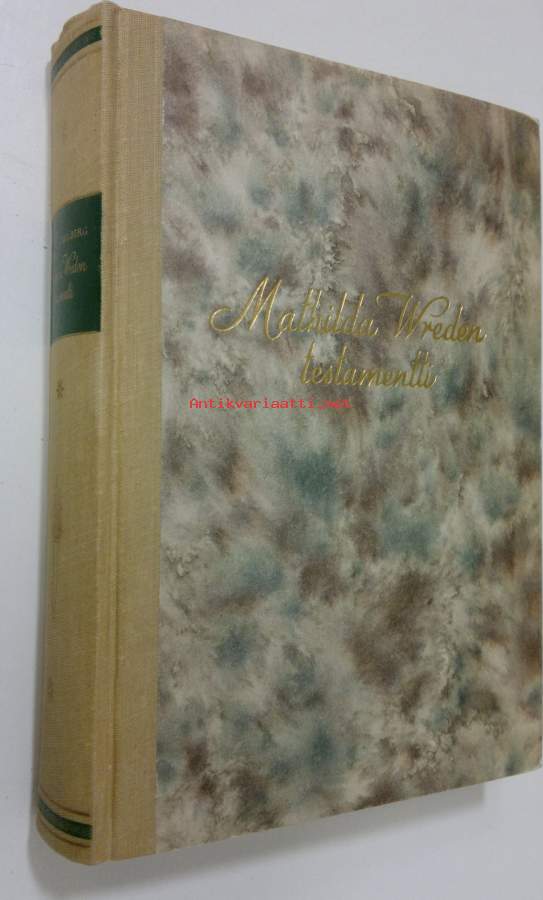 Mathilda Wreden
testamentti
Antikvariaatti.net